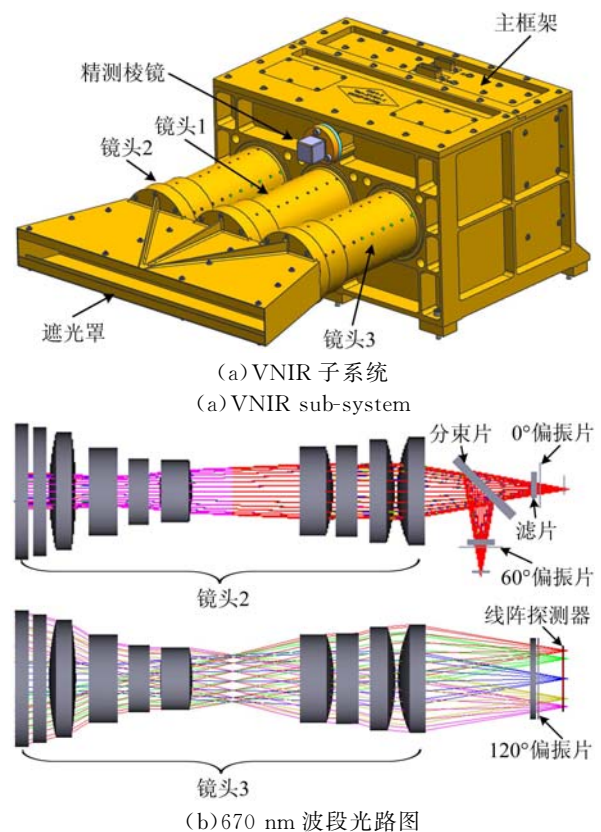 主框架
精测棱镜
镜头1
镜头2
遮光罩
镜头3
(a)VNIR 子系统
(a)VNIR sub-system
分束片
0°偏振片
滤片
60°偏振片
镜头2
线阵探测器
120°偏振片
镜头3
(b)670 nm 波段光路图